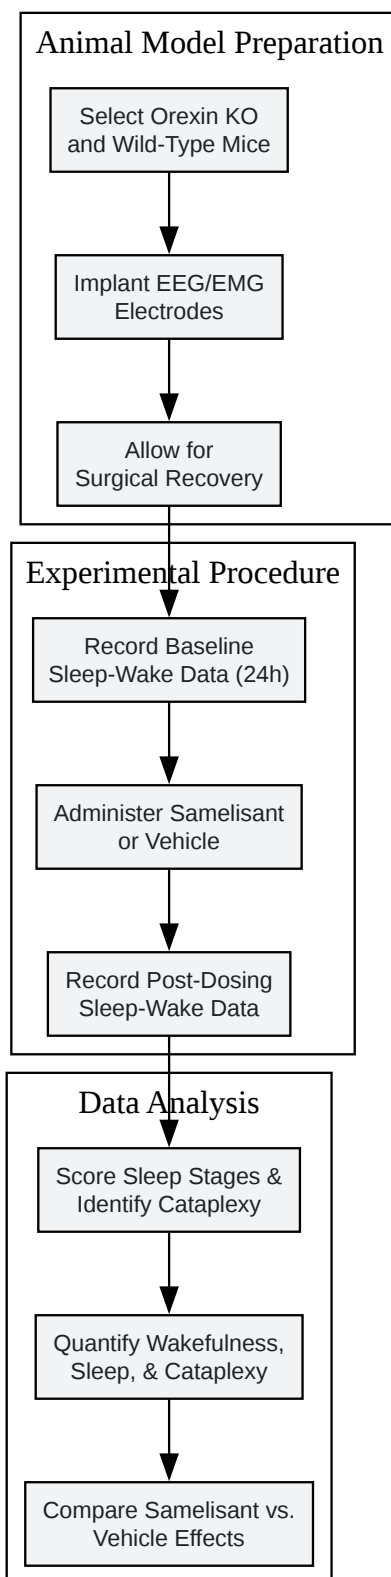 Animal Model Preparation
Select Orexin KO
and Wild-Type Mice
Implant EEG/EMG
Electrodes
Allow for
Surgical Recovery
Experimental Procedure
Record Baseline
Sleep-Wake Data (24h)
Administer Samelisant
or Vehicle
Record Post-Dosing
Sleep-Wake Data
Data Analysis
Score Sleep Stages &
Identify Cataplexy
Quantify Wakefulness,
Sleep, & Cataplexy
Compare Samelisant vs.
Vehicle Effects